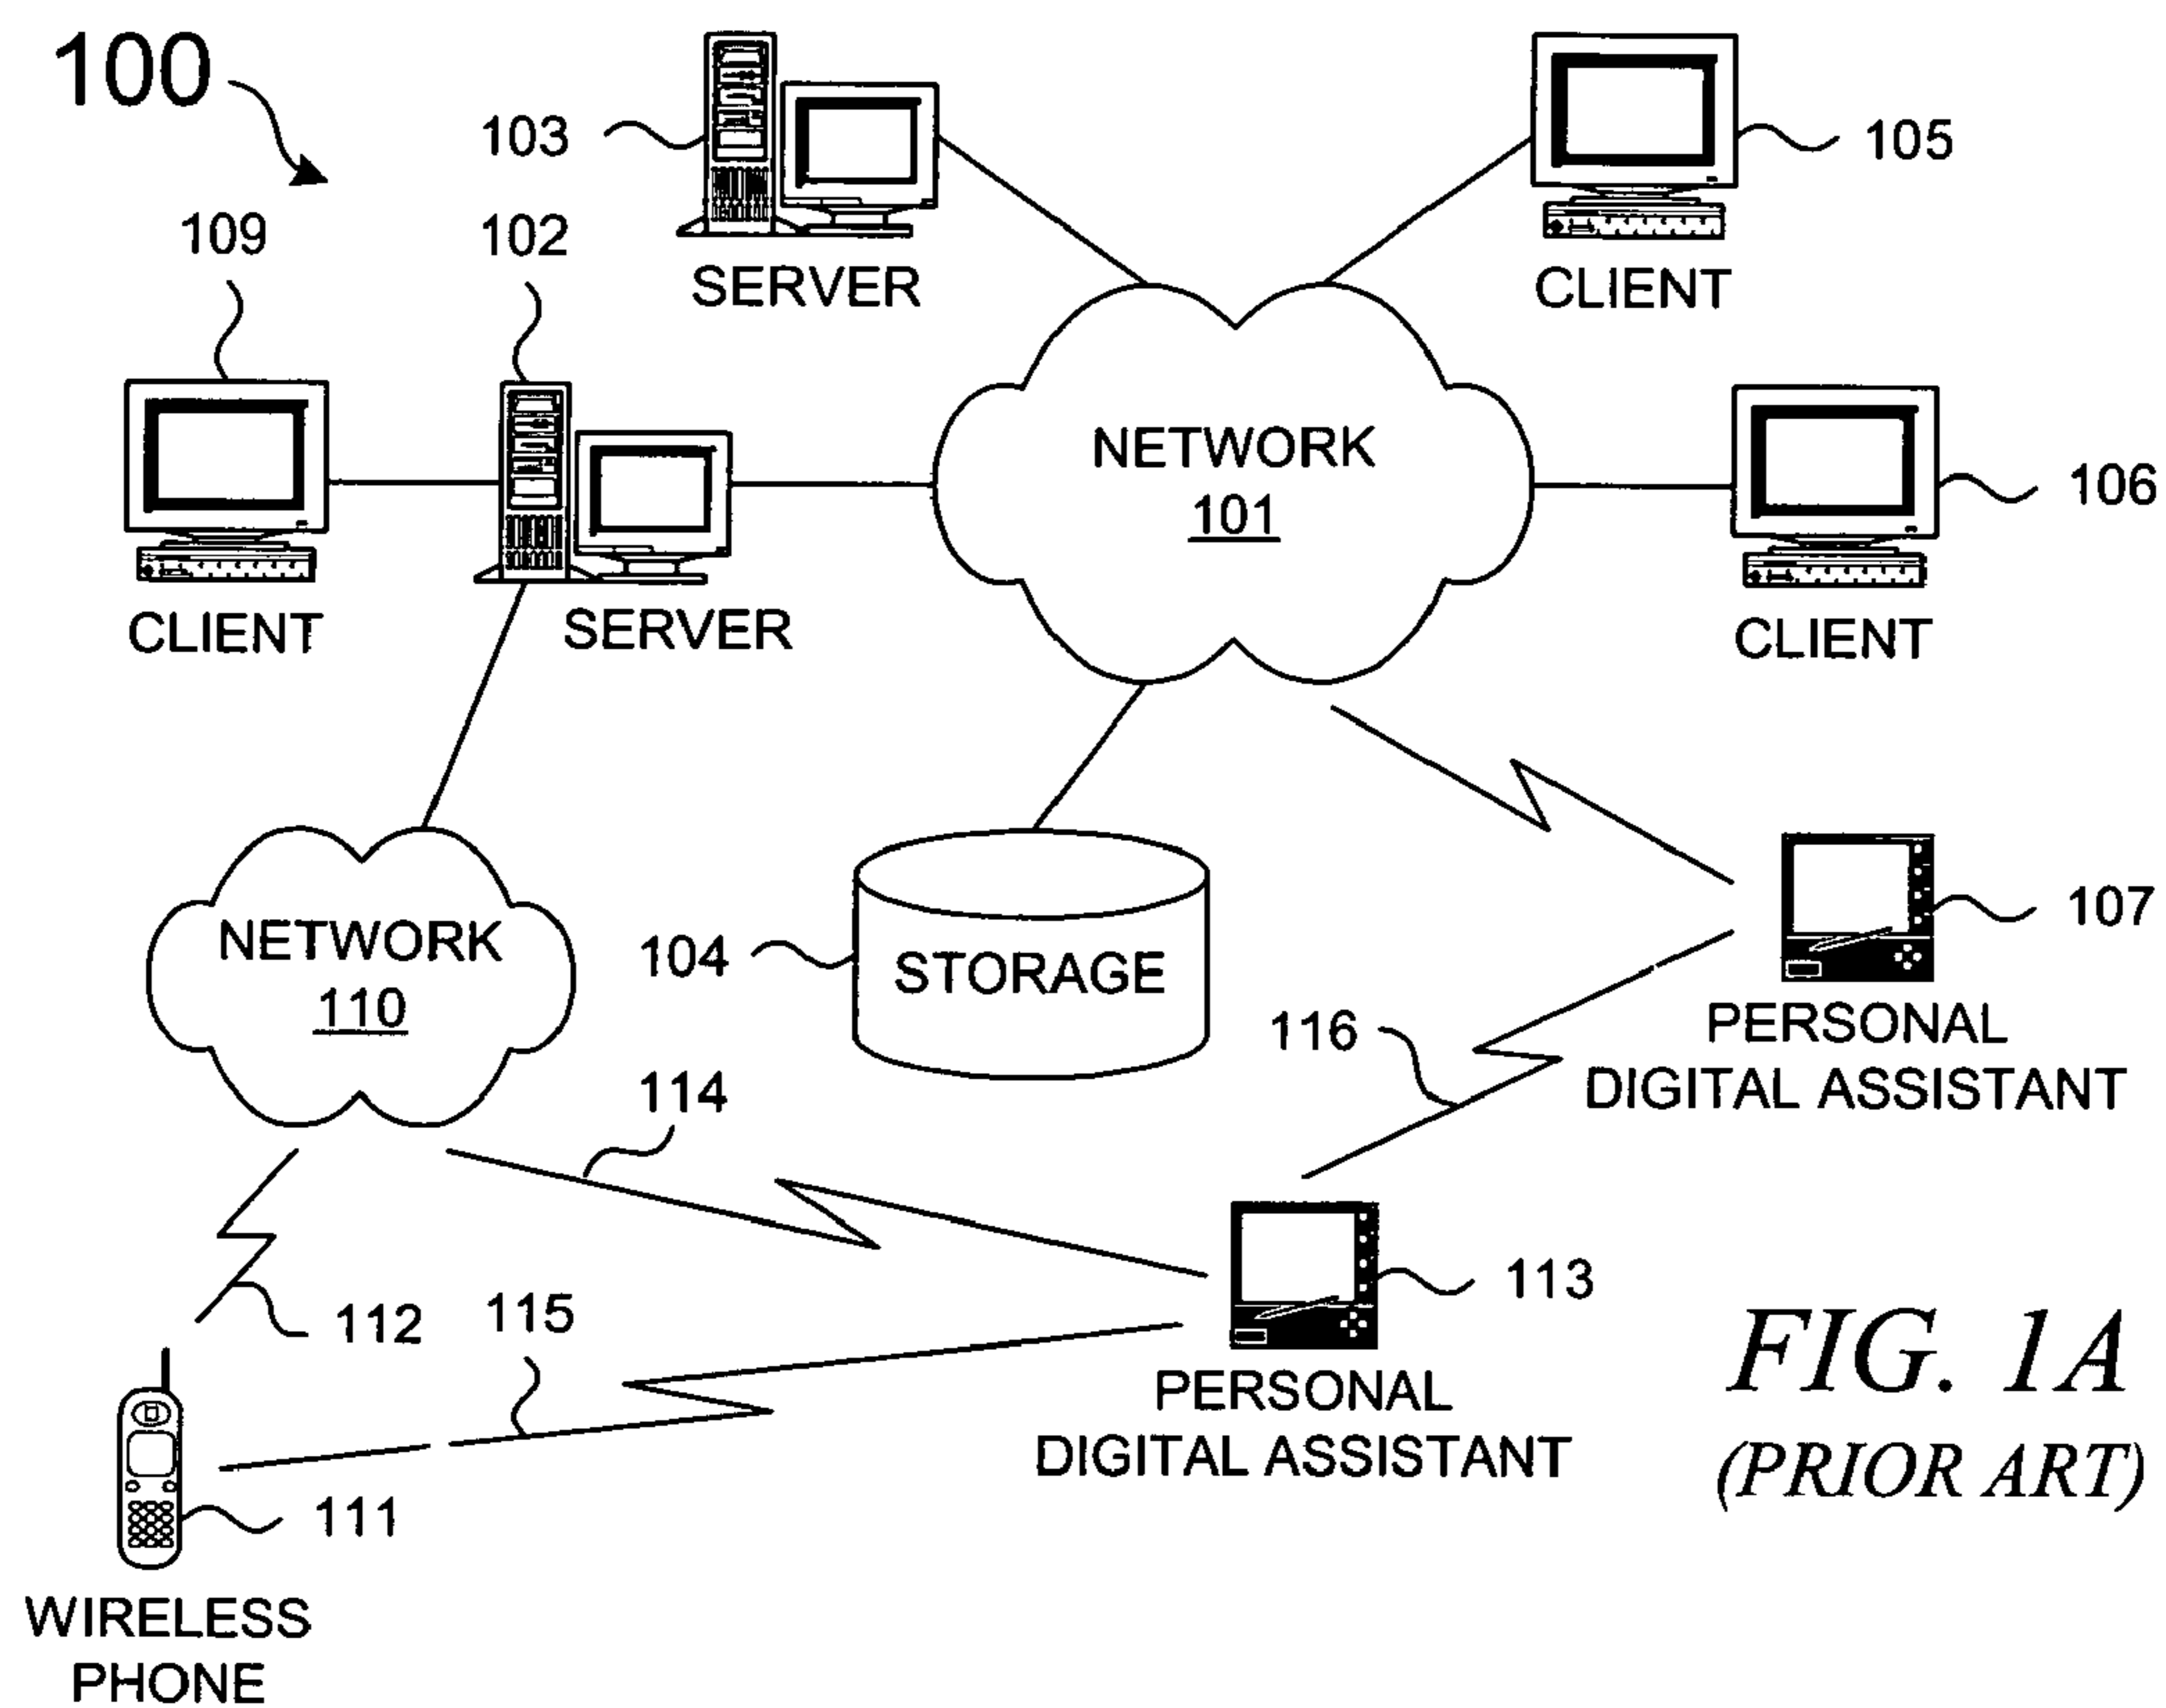 100
103
105
109
102
SERVER
CLIENT
NETWORK
101
106
CLIENT
SERVER
CLIENT
NETWORK
110
104
STORAGE
107
116
PERSONAL
DIGITAL ASSISTANT
114
113
112
115
PERSONAL
DIGITAL ASSISTANT
111
WIRELESS
PHONE
FIG. 1A
(PRIOR ART)